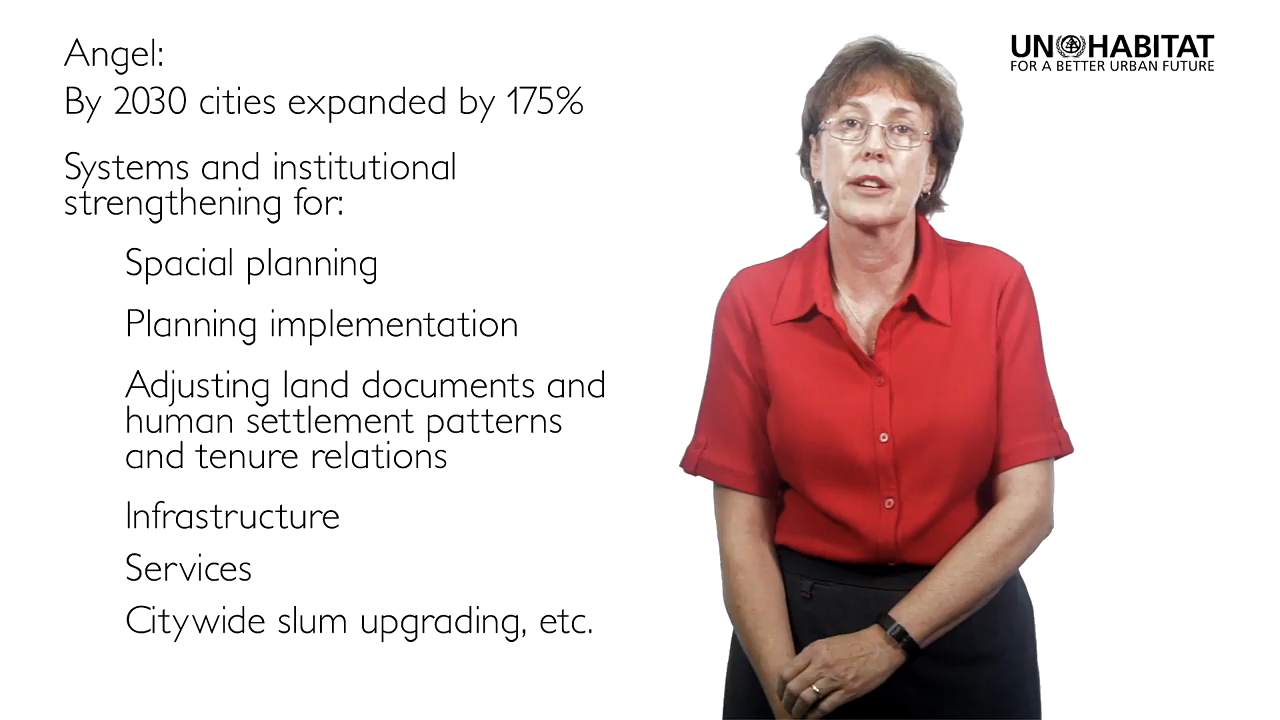 Angel:
By 2030 cities expanded by 175%
Systems and institutional
strengthening for:
Spacial planning
Planning implementation
Adjusting land documents and
human settlement patterns
and tenure relations
Infrastructure
Services
Citywide slum upgrading, etc.
UN HABITAT
FOR A BETTER URBAN FUTURE